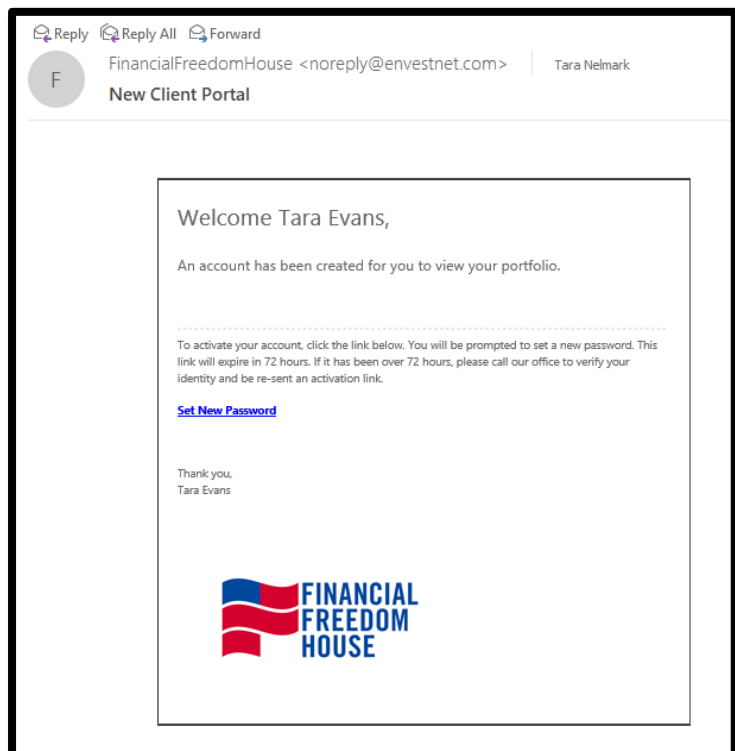 Reply Reply All Forward
F
FinancialFreedomHouse <noreply@envestnet.com> Tara Nelmark
New Client Portal
Welcome Tara Evans,
An account has been created for you to view your portfolio.
To activate your account, click the link below. You will be prompted to set a new password. This
link will expire in 72 hours. If it has been over 72 hours, please call our office to verify your
identity and be re-sent an activation link.
Set New Password
Thank you,
Tara Evans
FINANCIAL
FREEDOM
HOUSE